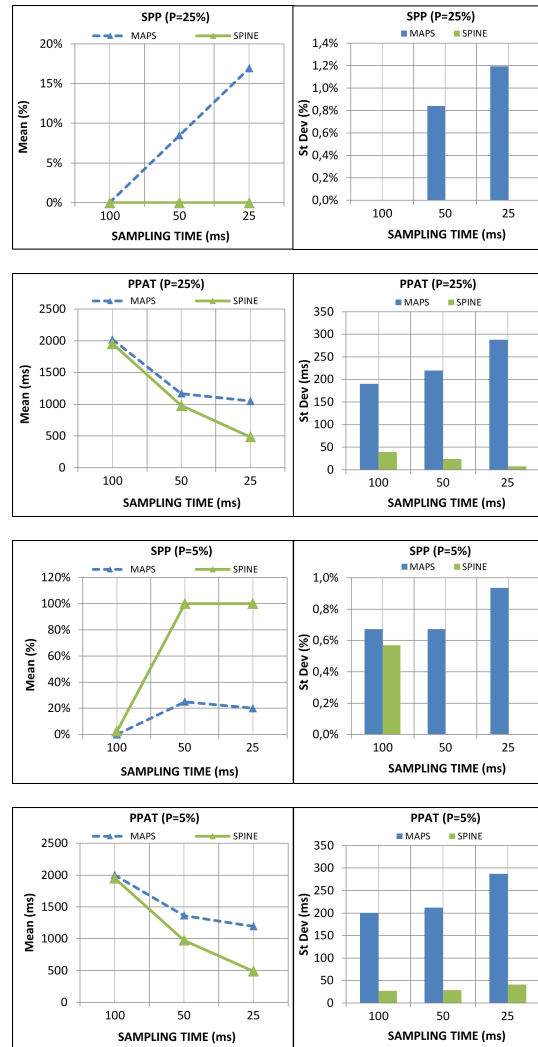 SPP (P=25%)
MAPS SPINE
20%
15%
10%
5%
0%
Mean (%)
100 50 25
SAMPLING TIME (ms)
SPP (P=25%)
MAPS SPINE
1,4%
1,2%
1,0%
0,8%
0,6%
0,4%
0,2%
0,0%
St Dev (%)
100 50 25
SAMPLING TIME (ms)
PPAT (P=25%)
MAPS SPINE
2500
2000
1500
1000
500
0
Mean (ms)
100 50 25
SAMPLING TIME (ms)
PPAT (P=25%)
MAPS SPINE
350
300
250
200
150
100
50
0
St Dev (ms)
100 50 25
SAMPLING TIME (ms)
SPP (P=5%)
MAPS SPINE
120%
100%
80%
60%
40%
20%
0%
Mean (%)
100 50 25
SAMPLING TIME (ms)
SPP (P=5%)
MAPS SPINE
1,0%
0,8%
0,6%
0,4%
0,2%
0,0%
St Dev (%)
100 50 25
SAMPLING TIME (ms)
PPAT (P=5%)
MAPS SPINE
2500
2000
1500
1000
500
0
Mean (ms)
100 50 25
SAMPLING TIME (ms)
PPAT (P=5%)
MAPS SPINE
350
300
250
200
150
100
50
0
St Dev (ms)
100 50 25
SAMPLING TIME (ms)